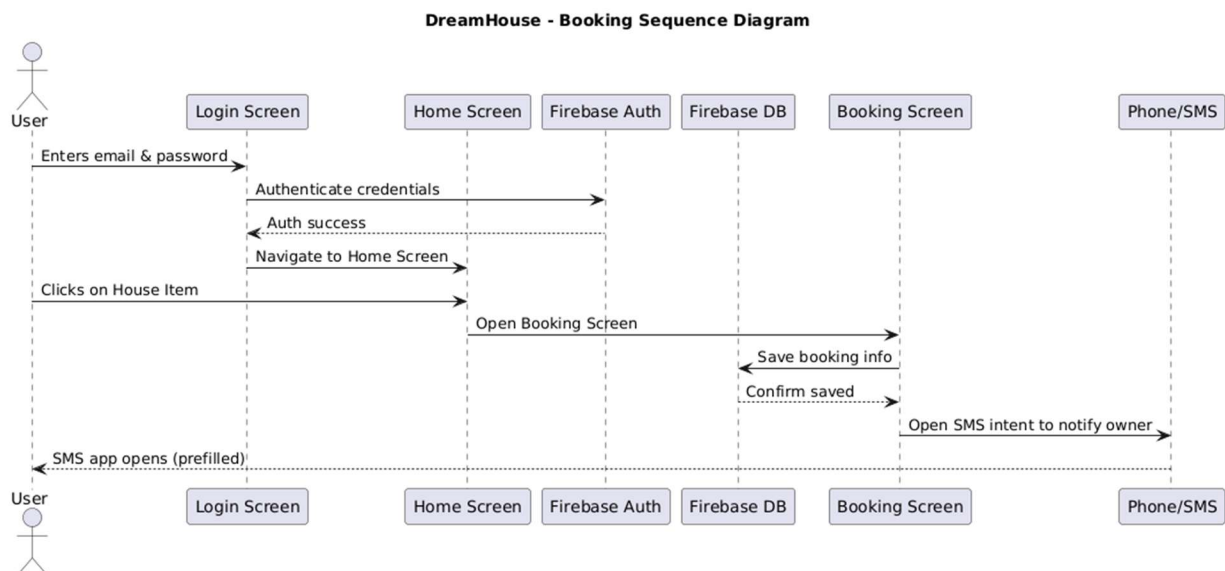 DreamHouse - Booking Sequence Diagram
User
Login Screen
Home Screen
Firebase Auth
Firebase DB
Booking Screen
Phone/SMS
Enters email & password
Authenticate credentials
Auth success
Navigate to Home Screen
Clicks on House Item
Open Booking Screen
Save booking info
Confirm saved
Open SMS intent to notify owner
SMS app opens (prefilled)
User
Login Screen
Home Screen
Firebase Auth
Firebase DB
Booking Screen
Phone/SMS